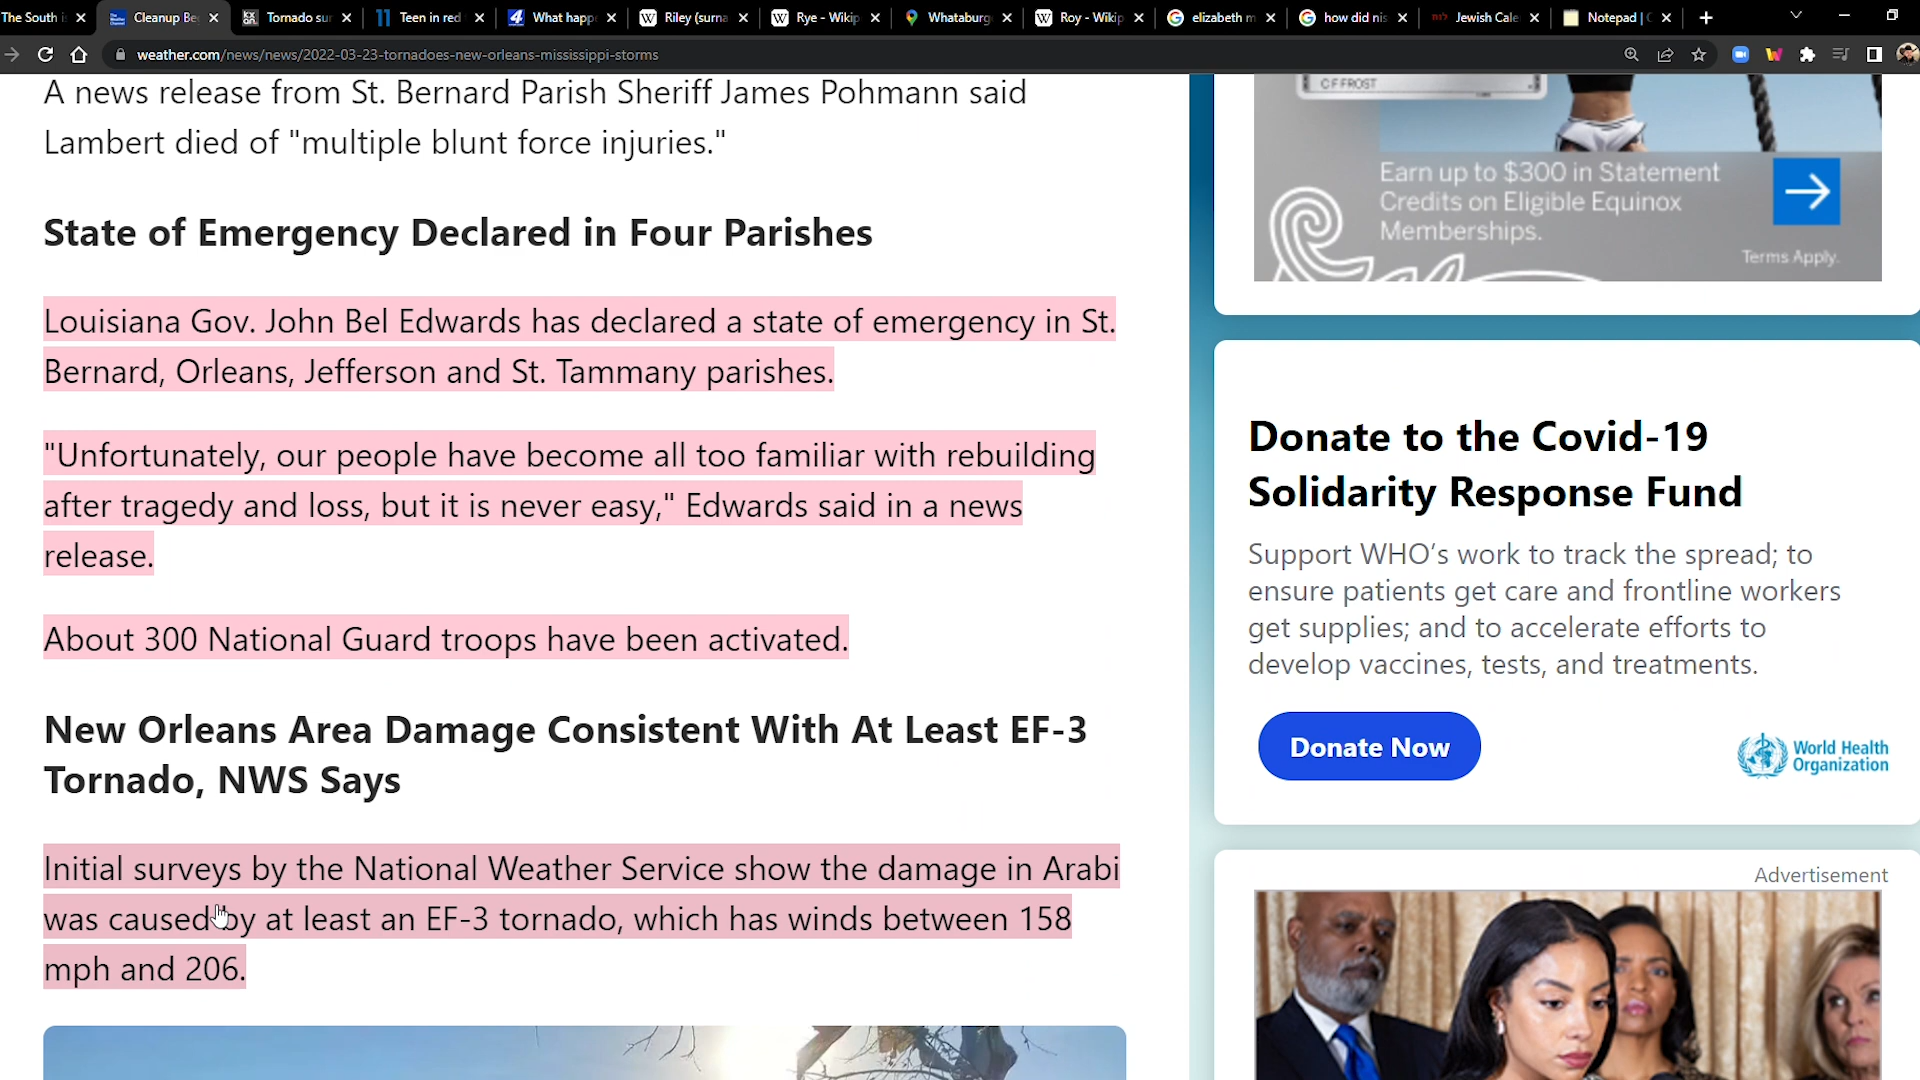 The South is
Cleanup Be
Tornado sur
Teen in red
What happ
Riley (surna
Rye - Wikip
Whataburg
Roy - Wikip
elizabeth m
how did nis
Jewish Cale
Notepad |
weather.com/news/news/2022-03-23-tornadoes-new-orleans-mississippi-storms
A news release from St. Bernard Parish Sheriff James Pohmann said
Lambert died of "multiple blunt force injuries."
State of Emergency Declared in Four Parishes
Louisiana Gov. John Bel Edwards has declared a state of emergency in St.
Bernard, Orleans, Jefferson and St. Tammany parishes.
"Unfortunately, our people have become all too familiar with rebuilding
after tragedy and loss, but it is never easy," Edwards said in a news
release.
About 300 National Guard troops have been activated.
New Orleans Area Damage Consistent With At Least EF-3
Tornado, NWS Says
Initial surveys by the National Weather Service show the damage in Arabi
was caused by at least an EF-3 tornado, which has winds between 158
mph and 206.
C F FROST
Earn up to $300 in Statement
Credits on Eligible Equinox
Memberships.
Terms Apply.
Donate to the Covid-19
Solidarity Response Fund
Support WHO's work to track the spread; to
ensure patients get care and frontline workers
get supplies; and to accelerate efforts to
develop vaccines, tests, and treatments.
Donate Now
World Health
Organization
Advertisement